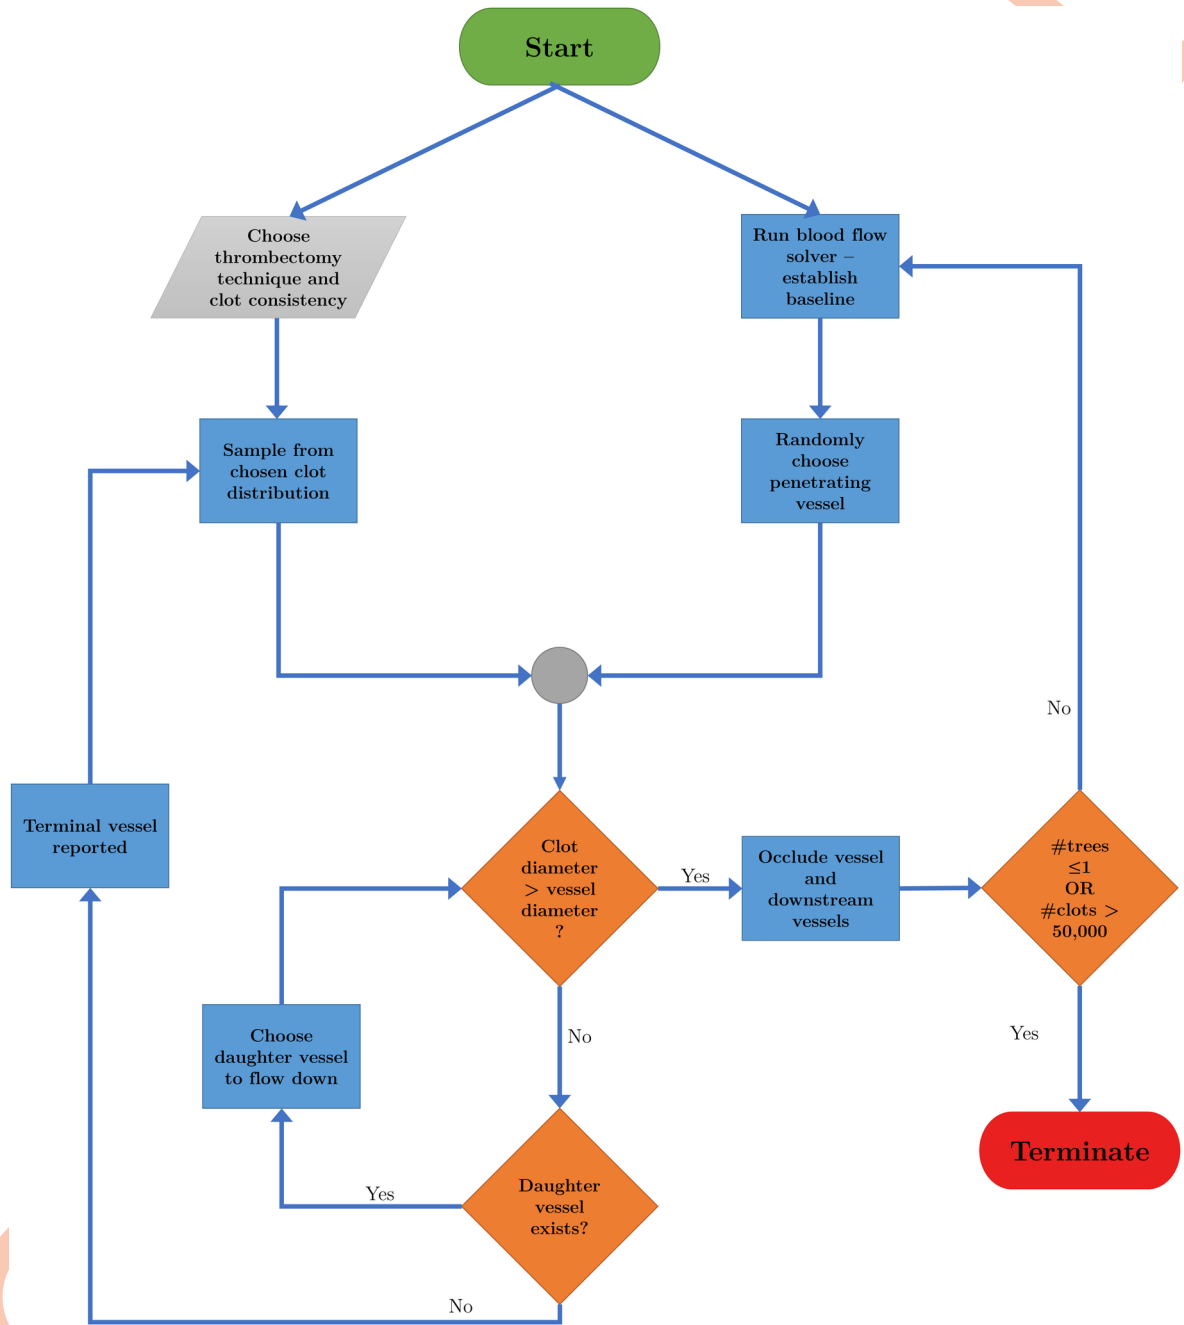 Start
Choose
thrombectomy
technique and
clot consistency
Run blood flow
solver –
establish
baseline
Sample from
chosen clot
distribution
Randomly
choose
penetrating
vessel
No
Terminal vessel
reported
Clot
diameter
> vessel
diameter
?
Yes
Occlude vessel
and
downstream
vessels
#trees
≤1
OR
#clots >
50,000
Choose
daughter vessel
to flow down
No
Yes
Terminate
Daughter
vessel
exists?
Yes
No